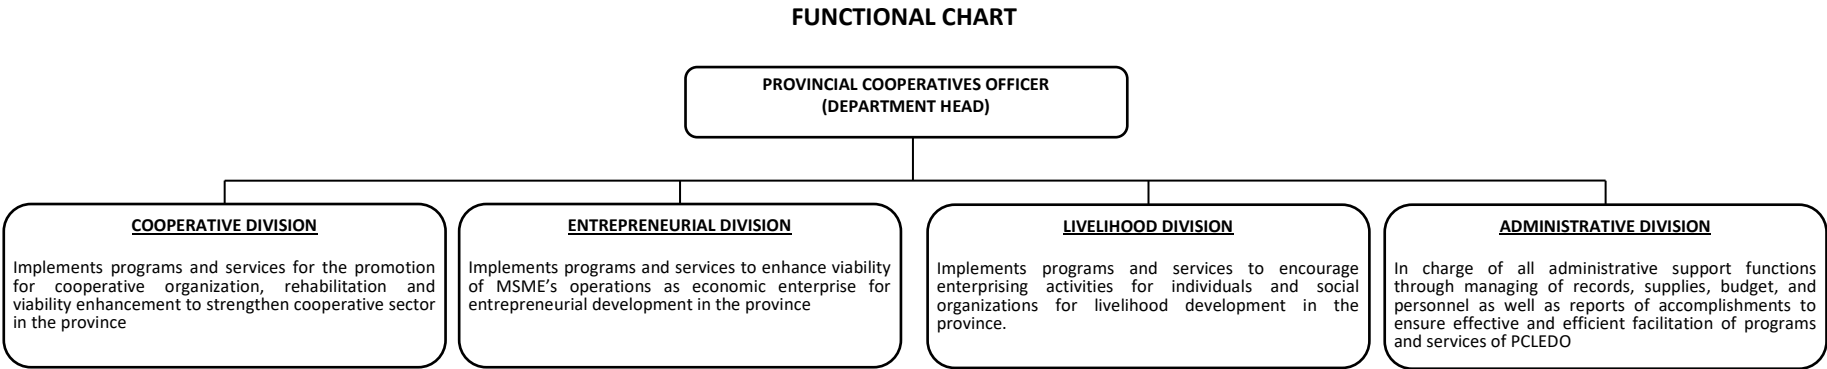 FUNCTIONAL CHART
PROVINCIAL COOPERATIVES OFFICER
(DEPARTMENT HEAD)
COOPERATIVE DIVISION
Implements programs and services for the promotion
for cooperative organization, rehabilitation and
viability enhancement to strengthen cooperative sector
in the province
ENTREPRENEURIAL DIVISION
Implements programs and services to enhance viability
of MSME's operations as economic enterprise for
entrepreneurial development in the province
LIVELIHOOD DIVISION
Implements programs and services to encourage
enterprising activities for individuals and social
organizations for livelihood development in the
province.
ADMINISTRATIVE DIVISION
In charge of all administrative support functions
through managing of records, supplies, budget, and
personnel as well as reports of accomplishments to
ensure effective and efficient facilitation of programs
and services of PCLEDO